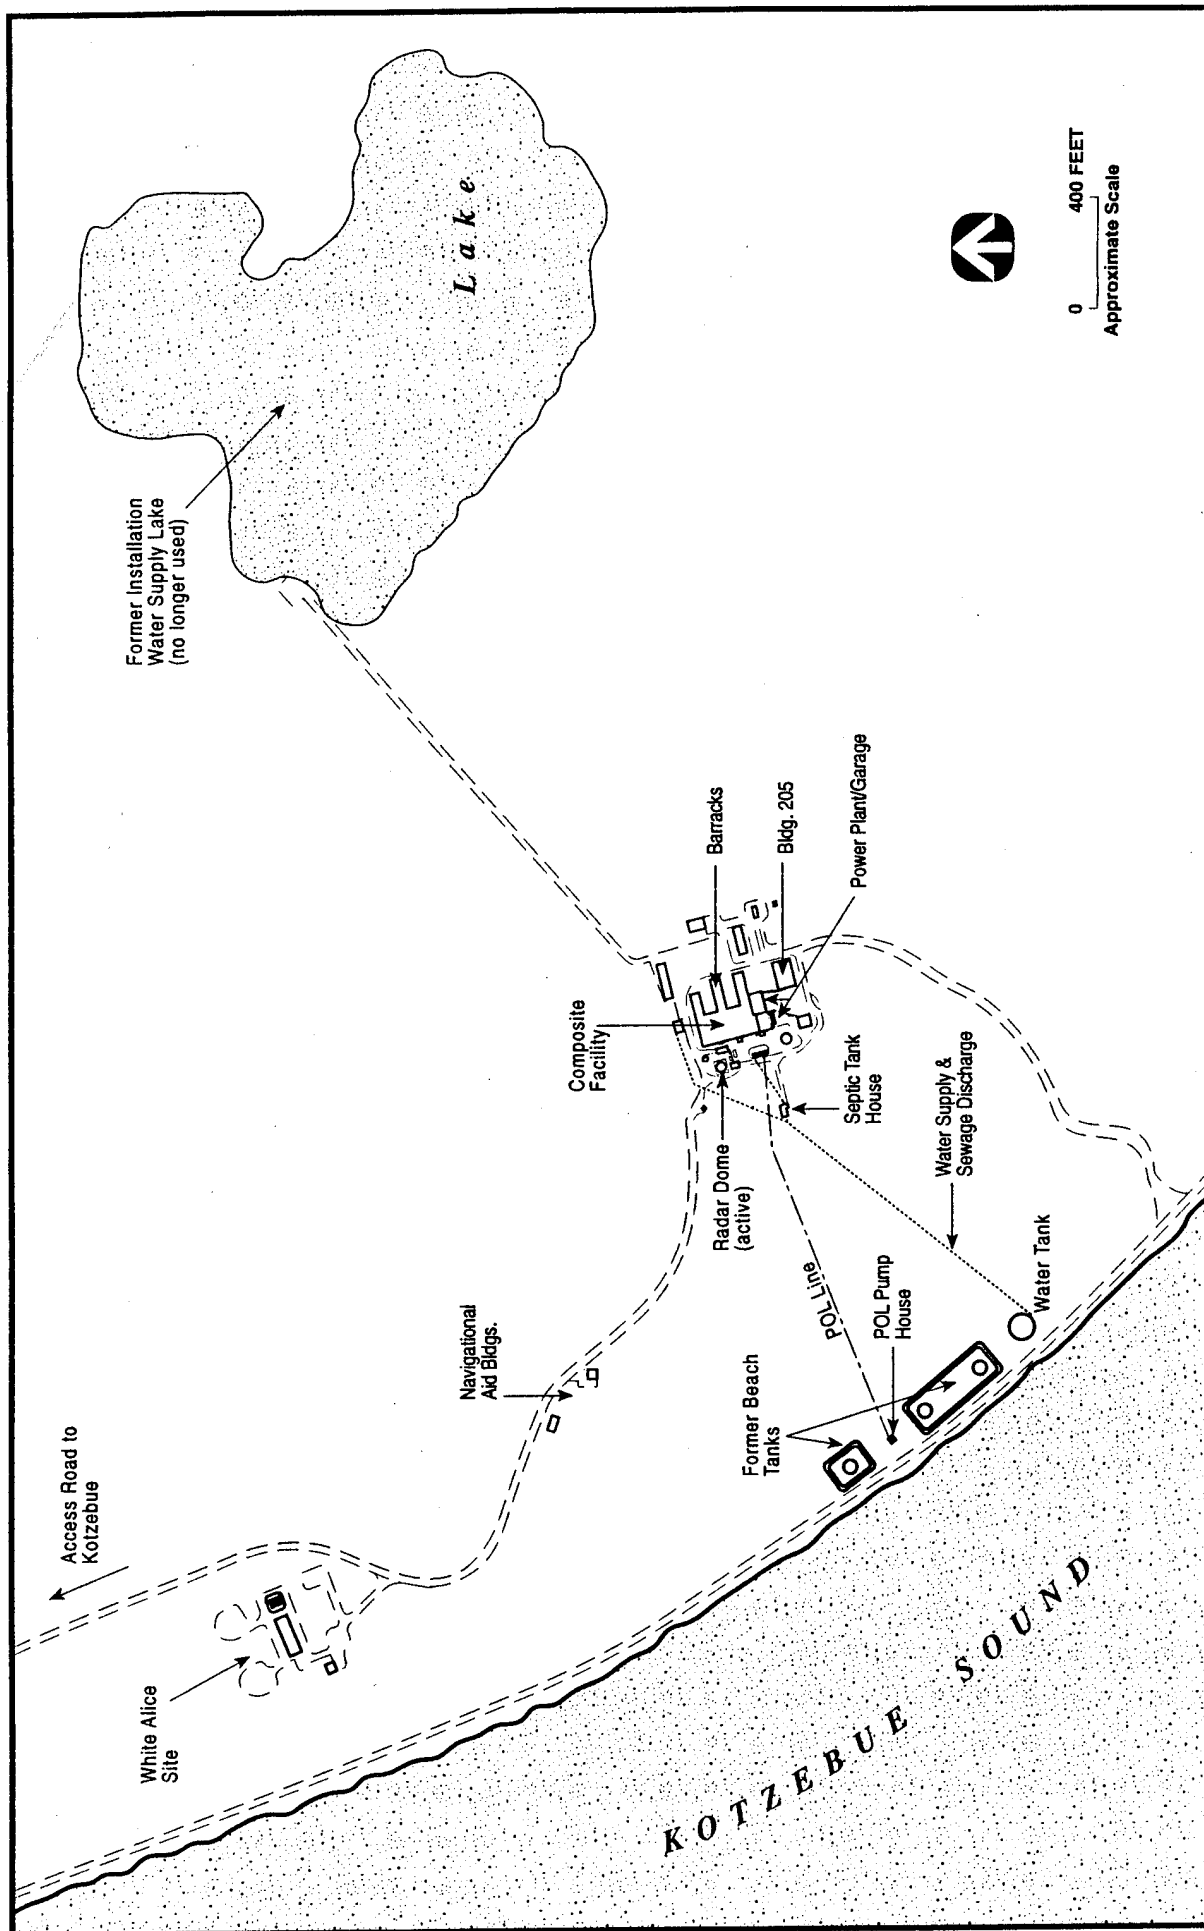 Access Road to
Kotzebue
White Alice
Site
Former Installation
Water Supply Lake
(no longer used)
Lake
Navigational
Aid Bldgs.
Composite
Facility
Barracks
Bldg. 205
Power Plant/Garage
Radar Dome
(active)
Septic Tank
House
POL Line
Former Beach
Tanks
POL Pump
House
Water Supply &
Sewage Discharge
Water Tank
KOTZEBUE SOUND
0 400 FEET
Approximate Scale